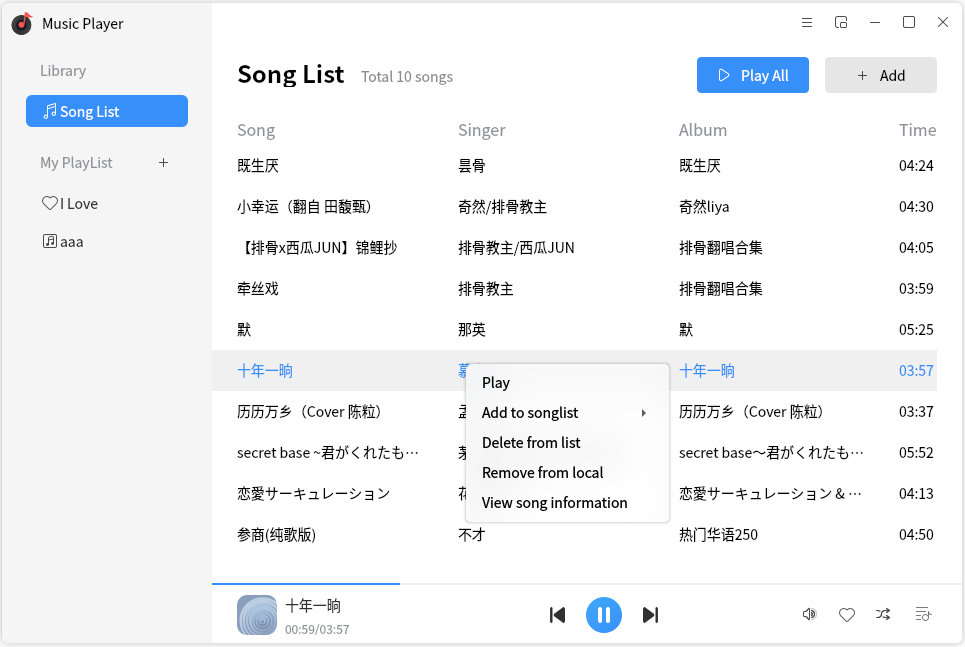 Music Player
Library
Song List
My PlayList
I Love
aaa
Song List Total 10 songs
Play All
Add
Song Singer Album Time
既生厌 昙骨 既生厌 04:24
小幸运（翻自 田馥甄） 奇然/排骨教主 奇然liya 04:30
【排骨x西瓜JUN】锦鲤抄 排骨教主/西瓜JUN 排骨翻唱合集 04:05
牵丝戏 排骨教主 排骨翻唱合集 03:59
默 那英 默 05:25
十年一晌 十年一晌 03:57
历历万乡（Cover 陈粒） 历历万乡（Cover 陈粒） 03:37
secret base ~君がくれたも… secret base～君がくれたも… 05:52
恋愛サーキュレーション 恋愛サーキュレーション & … 04:13
参商(纯歌版) 不才 热门华语250 04:50
Play
Add to songlist
Delete from list
Remove from local
View song information
十年一晌
00:59/03:57